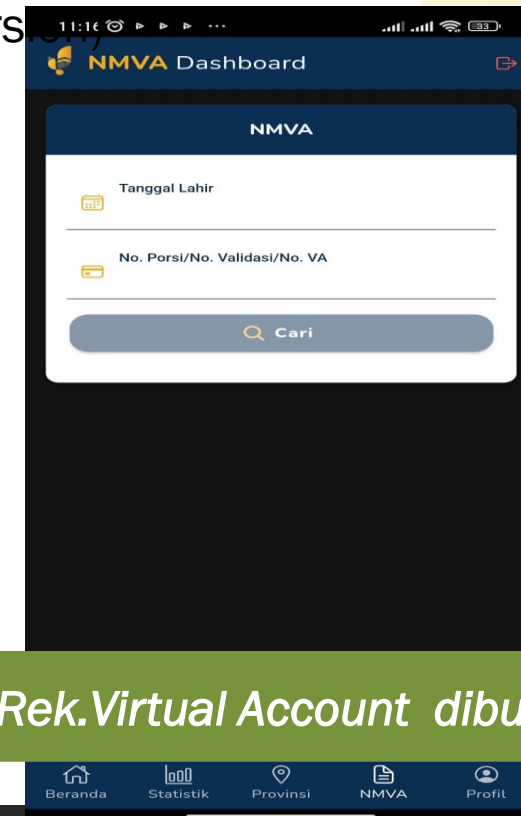 11:16
33
NMVA Dashboard
NMVA
Tanggal Lahir
No. Porsi/No. Validasi/No. VA
Cari
Rek.Virtual Account dibu
Beranda Statistik Provinsi NMVA Profil